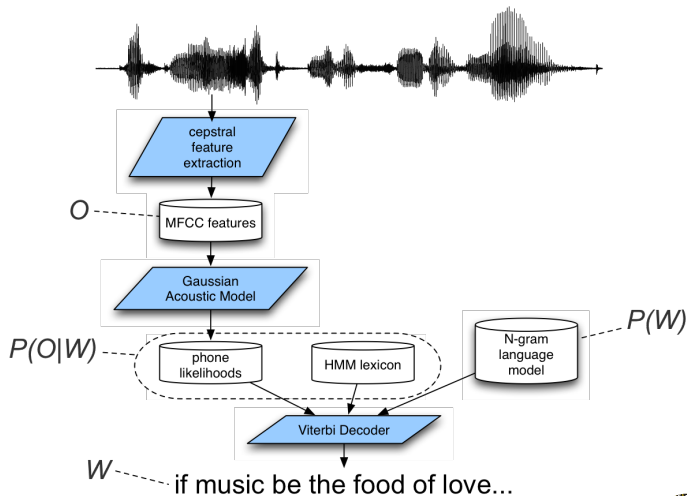 cepstral
feature
extraction
O
MFCC features
Gaussian
Acoustic Model
P(O|W)
phone
likelihoods
HMM lexicon
N-gram
language
model
P(W)
Viterbi Decoder
W
if music be the food of love...